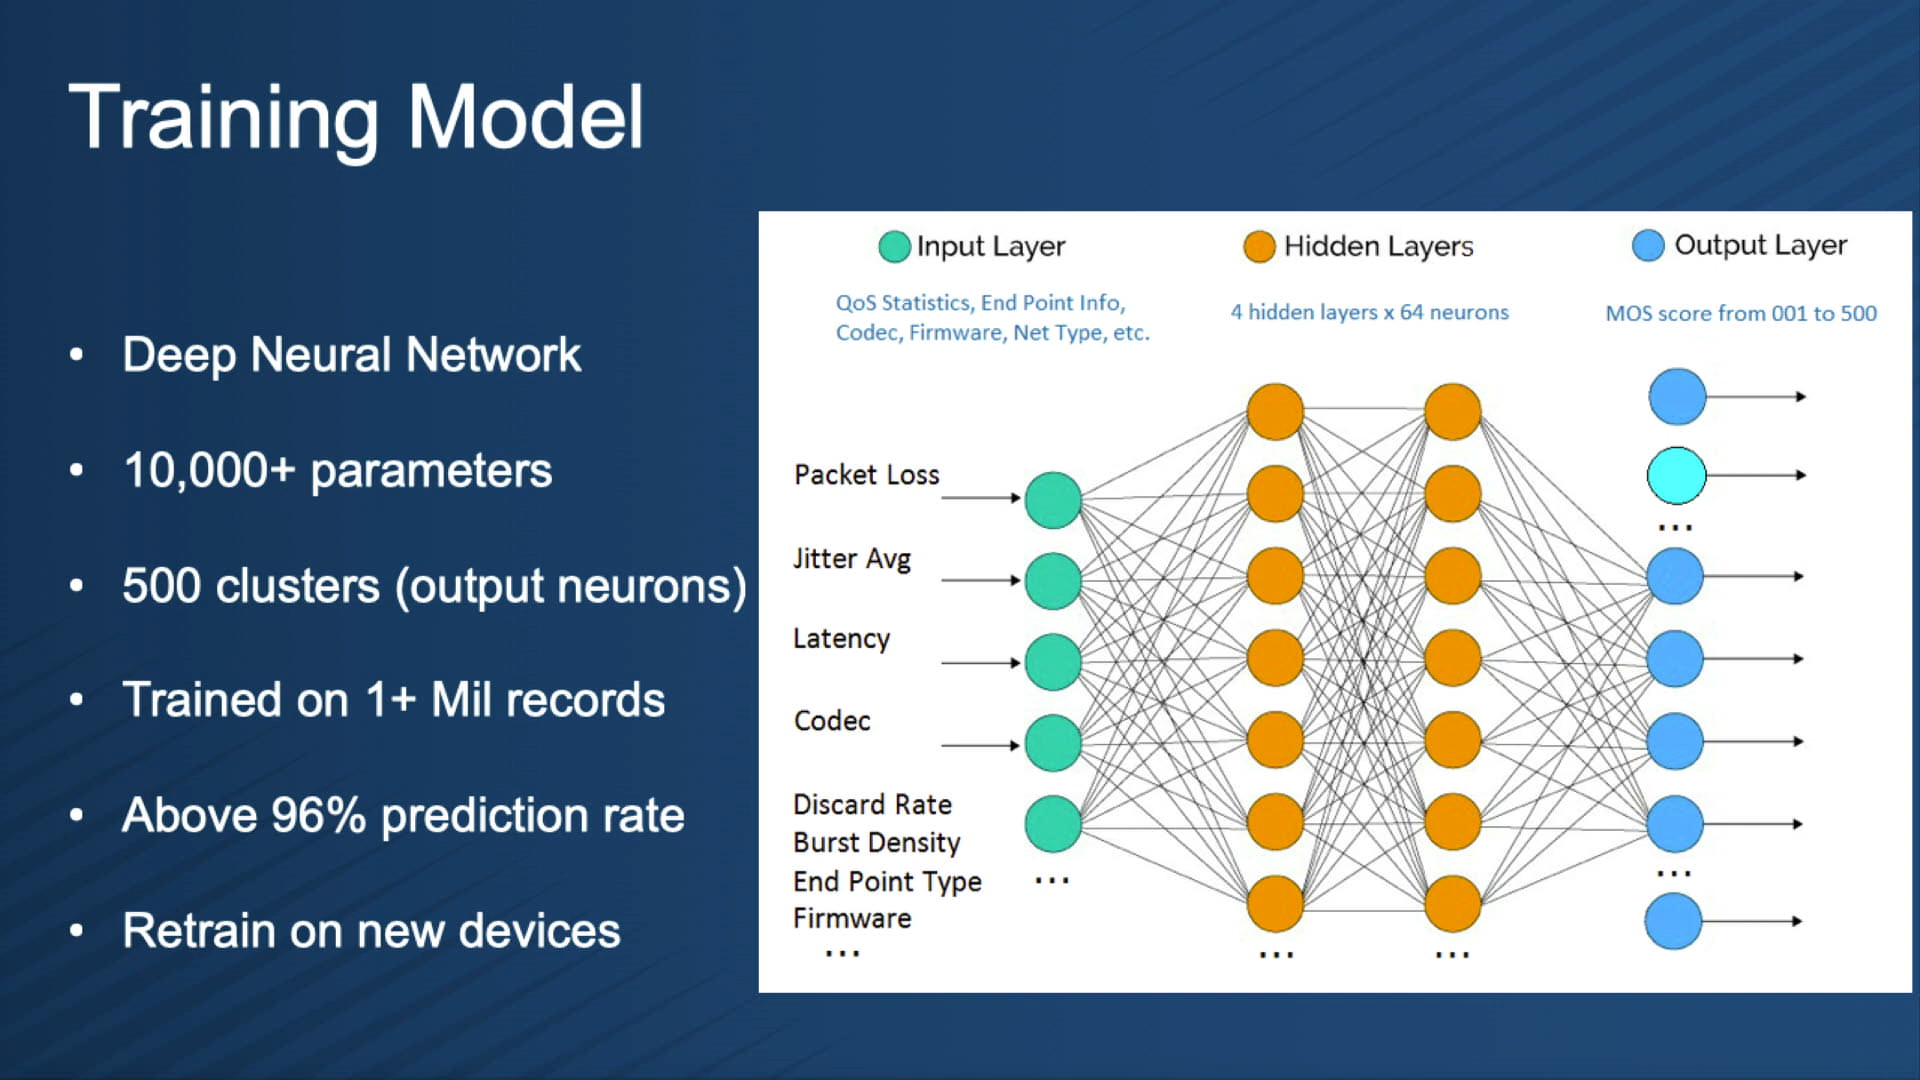 Training Model
• Deep Neural Network
• 10,000+ parameters
• 500 clusters (output neurons)
• Trained on 1+ Mil records
• Above 96% prediction rate
• Retrain on new devices
Input Layer
QoS Statistics, End Point Info,
Codec, Firmware, Net Type, etc.
Hidden Layers
4 hidden layers x 64 neurons
Output Layer
MOS score from 001 to 500
Packet Loss
Jitter Avg
Latency
Codec
Discard Rate
Burst Density
End Point Type
Firmware
...
...
...
...
...
...